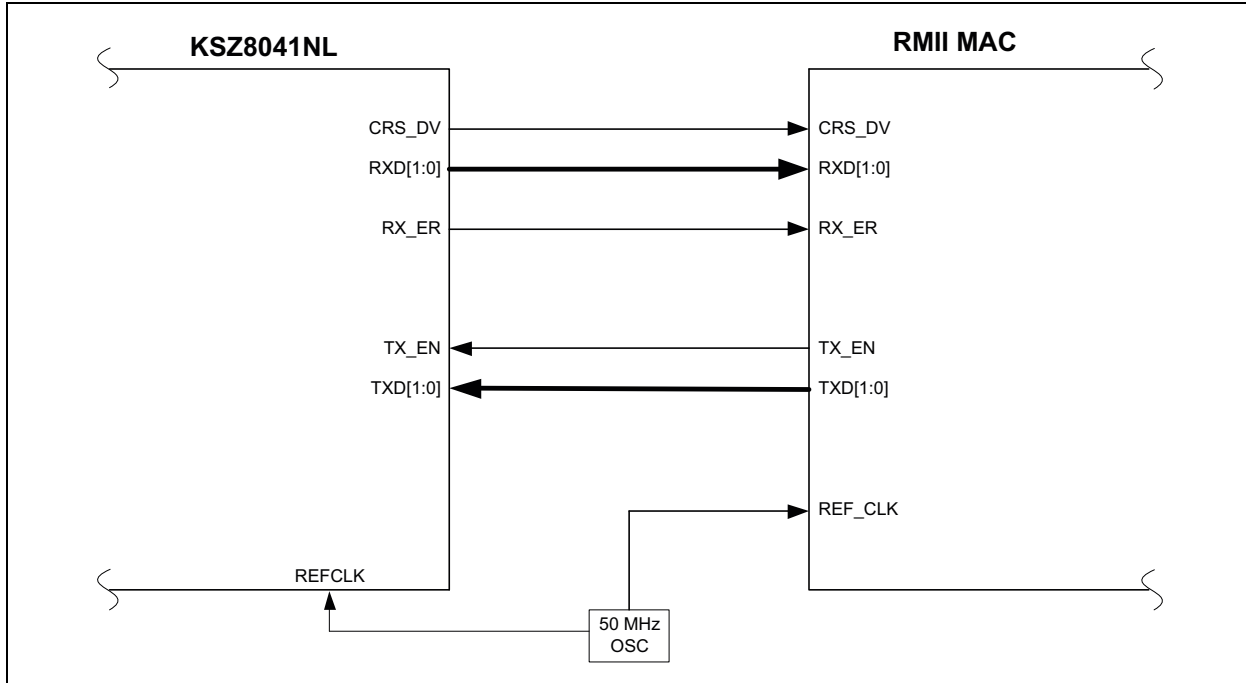 KSZ8041NL
RMII MAC
CRS_DV
CRS_DV
RXD[1:0]
RXD[1:0]
RX_ER
RX_ER
TX_EN
TX_EN
TXD[1:0]
TXD[1:0]
REF_CLK
REFCLK
50 MHz
OSC